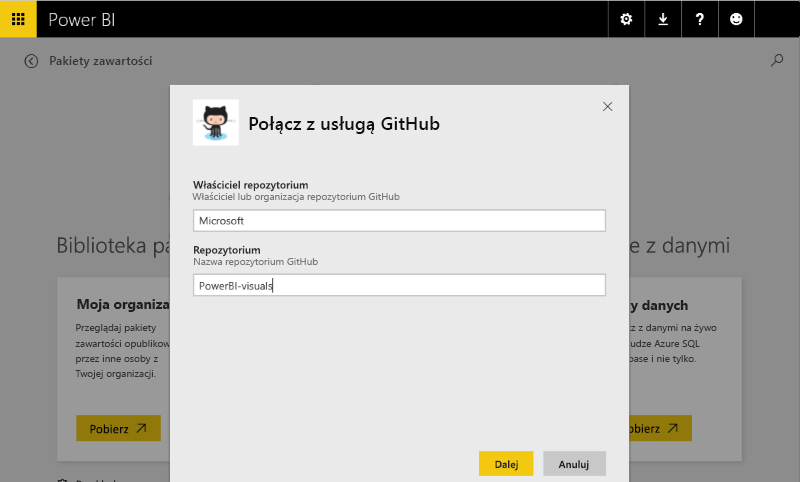 Power BI
?
Pakiety zawartości
Połącz z usługą GitHub
Właściciel repozytorium
Właściciel lub organizacja repozytorium GitHub
Microsoft
Repozytorium
Nazwa repozytorium GitHub
PowerBI-visuals
Biblioteka
e z danymi
Moja organiza
Przeglądaj pakiety
zawartości opublikow
przez inne osoby z
Twojej organizacji.
Pobierz
y danych
z z danymi na żywo
udze Azure SQL
base i nie tylko.
bierz
Dalej
Anuluj